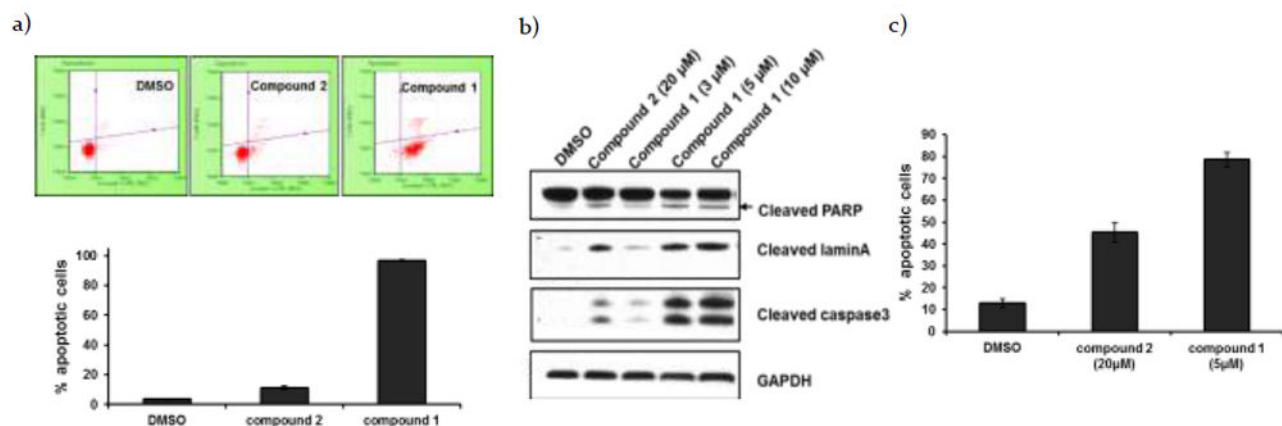 a)
DMSO
Compound 2
Compound 1
% apoptotic cells
100
80
60
40
20
0
DMSO
compound 2
compound 1
b)
DMSO
Compound 2 (20 μM)
Compound 1 (3 μM)
Compound 1 (5 μM)
Compound 1 (10 μM)
Cleaved PARP
Cleaved laminA
Cleaved caspase3
GAPDH
c)
% apoptotic cells
90
80
70
60
50
40
30
20
10
0
DMSO
compound 2
(20μM)
compound 1
(5μM)